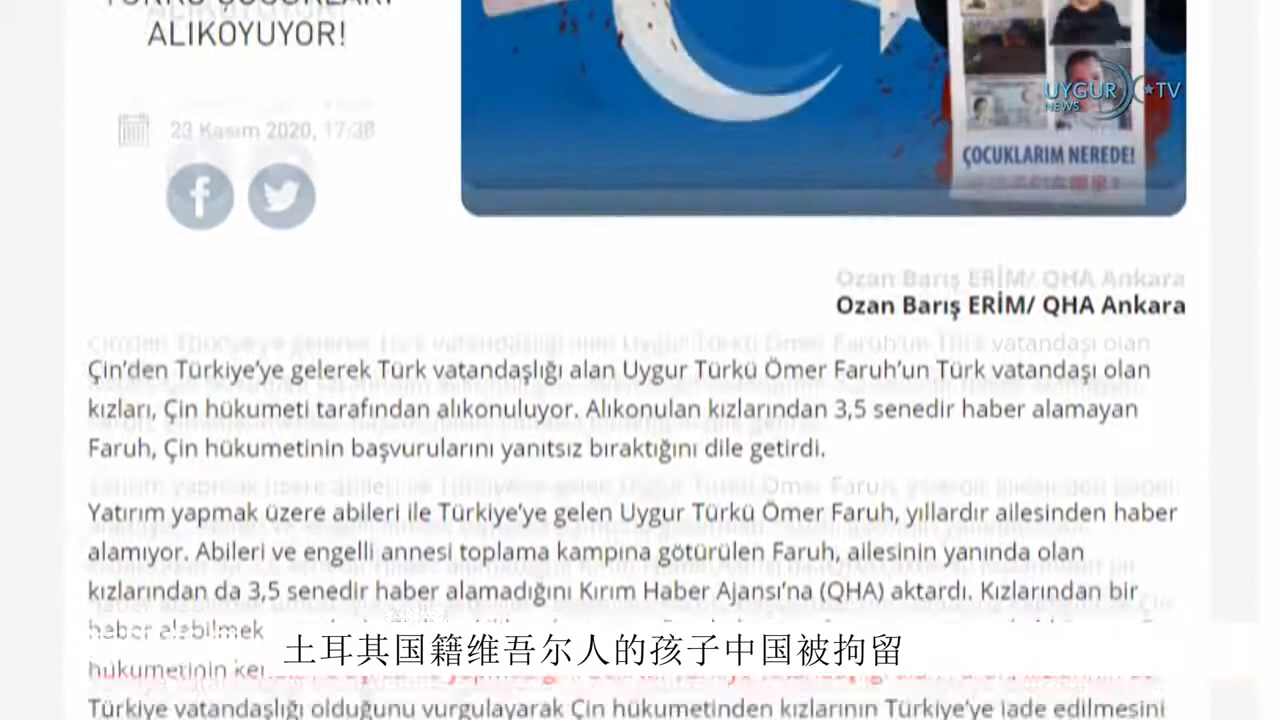 ALIKOYUYOR!
23 Kasım 2020, 17:38
UYGUR TV
NEWS
ÇOCUKLARIM NEREDE!
Ozan Barış ERİM/ QHA Ankara
Çin’den Türkiye’ye gelerek Türk vatandaşlığı alan Uygur Türkü Ömer Faruh’un Türk vatandaşı olan
kızları, Çin hükumeti tarafından alıkonuluyor. Alıkonulan kızlarından 3,5 senedir haber alamayan
Faruh, Çin hükumetinin başvurularını yanıtsız bıraktığını dile getirdi.
Yatırım yapmak üzere abileri ile Türkiye’ye gelen Uygur Türkü Ömer Faruh, yıllardır ailesinden haber
alamıyor. Abileri ve engelli annesi toplama kampına götürülen Faruh, ailesinin yanında olan
kızlarından da 3,5 senedir haber alamadığını Kırım Haber Ajansı’na (QHA) aktardı. Kızlarından bir
haber alabilmek
hükumetinin
土耳其国籍维吾尔人的孩子中国被拘留
Türkiye vatandaşlığı olduğunu vurgulayarak Çin hükumetinden kızlarının Türkiye’ye iade edilmesini